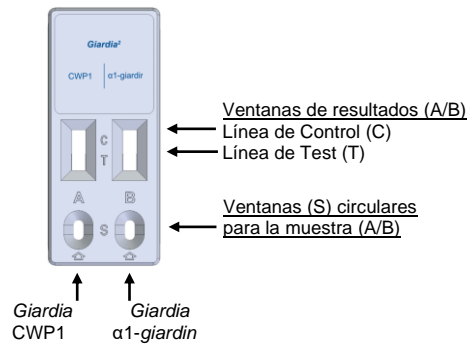 Giardia²
CWP1 α1-giardir
Ventanas de resultados (A/B)
C
Línea de Control (C)
T
Línea de Test (T)
A B
S
Ventanas (S) circulares
para la muestra (A/B)
Giardia Giardia
CWP1 α1-giardin